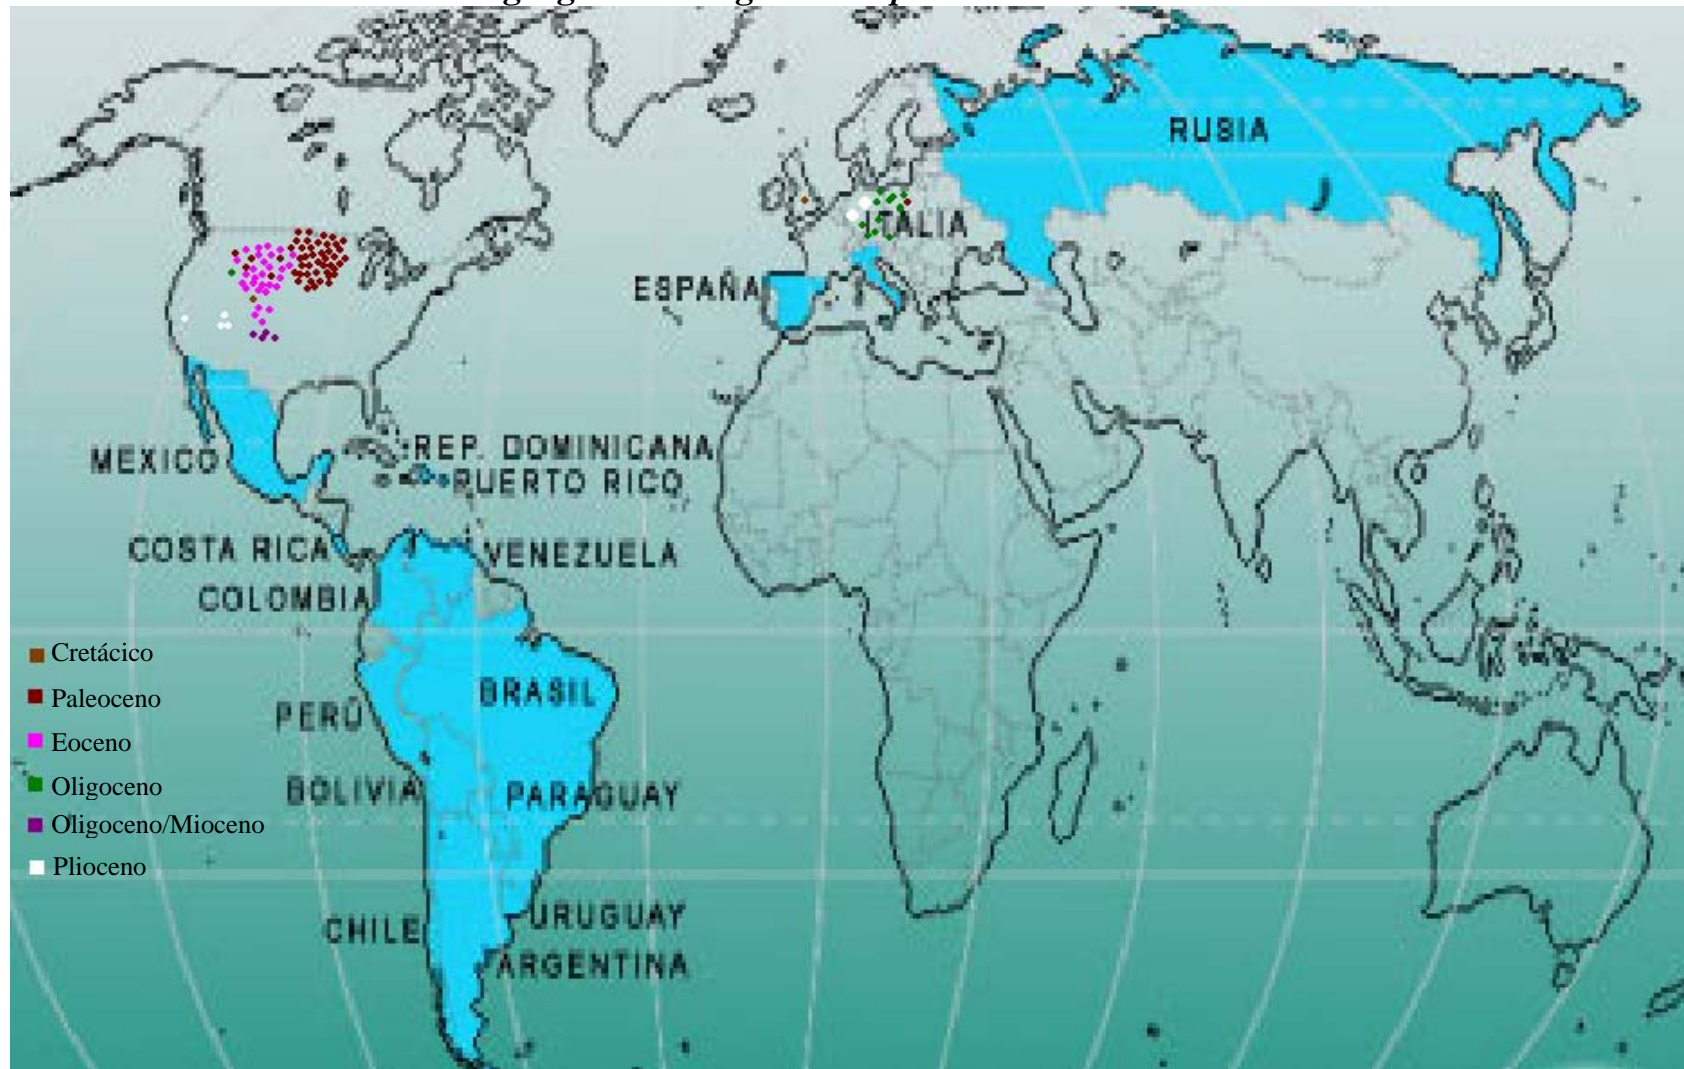 RUSIA
ITALIA
ESPAÑA
MEXICO
REP. DOMINICANA
PUERTO RICO
COSTA RICA
VENEZUELA
COLOMBIA
BRASIL
PERÚ
BOLIVIA
PARAGUAY
CHILE
URUGUAY
ARGENTINA
Cretácico
Paleoceno
Eoceno
Oligoceno
Oligoceno/Mioceno
Plioceno